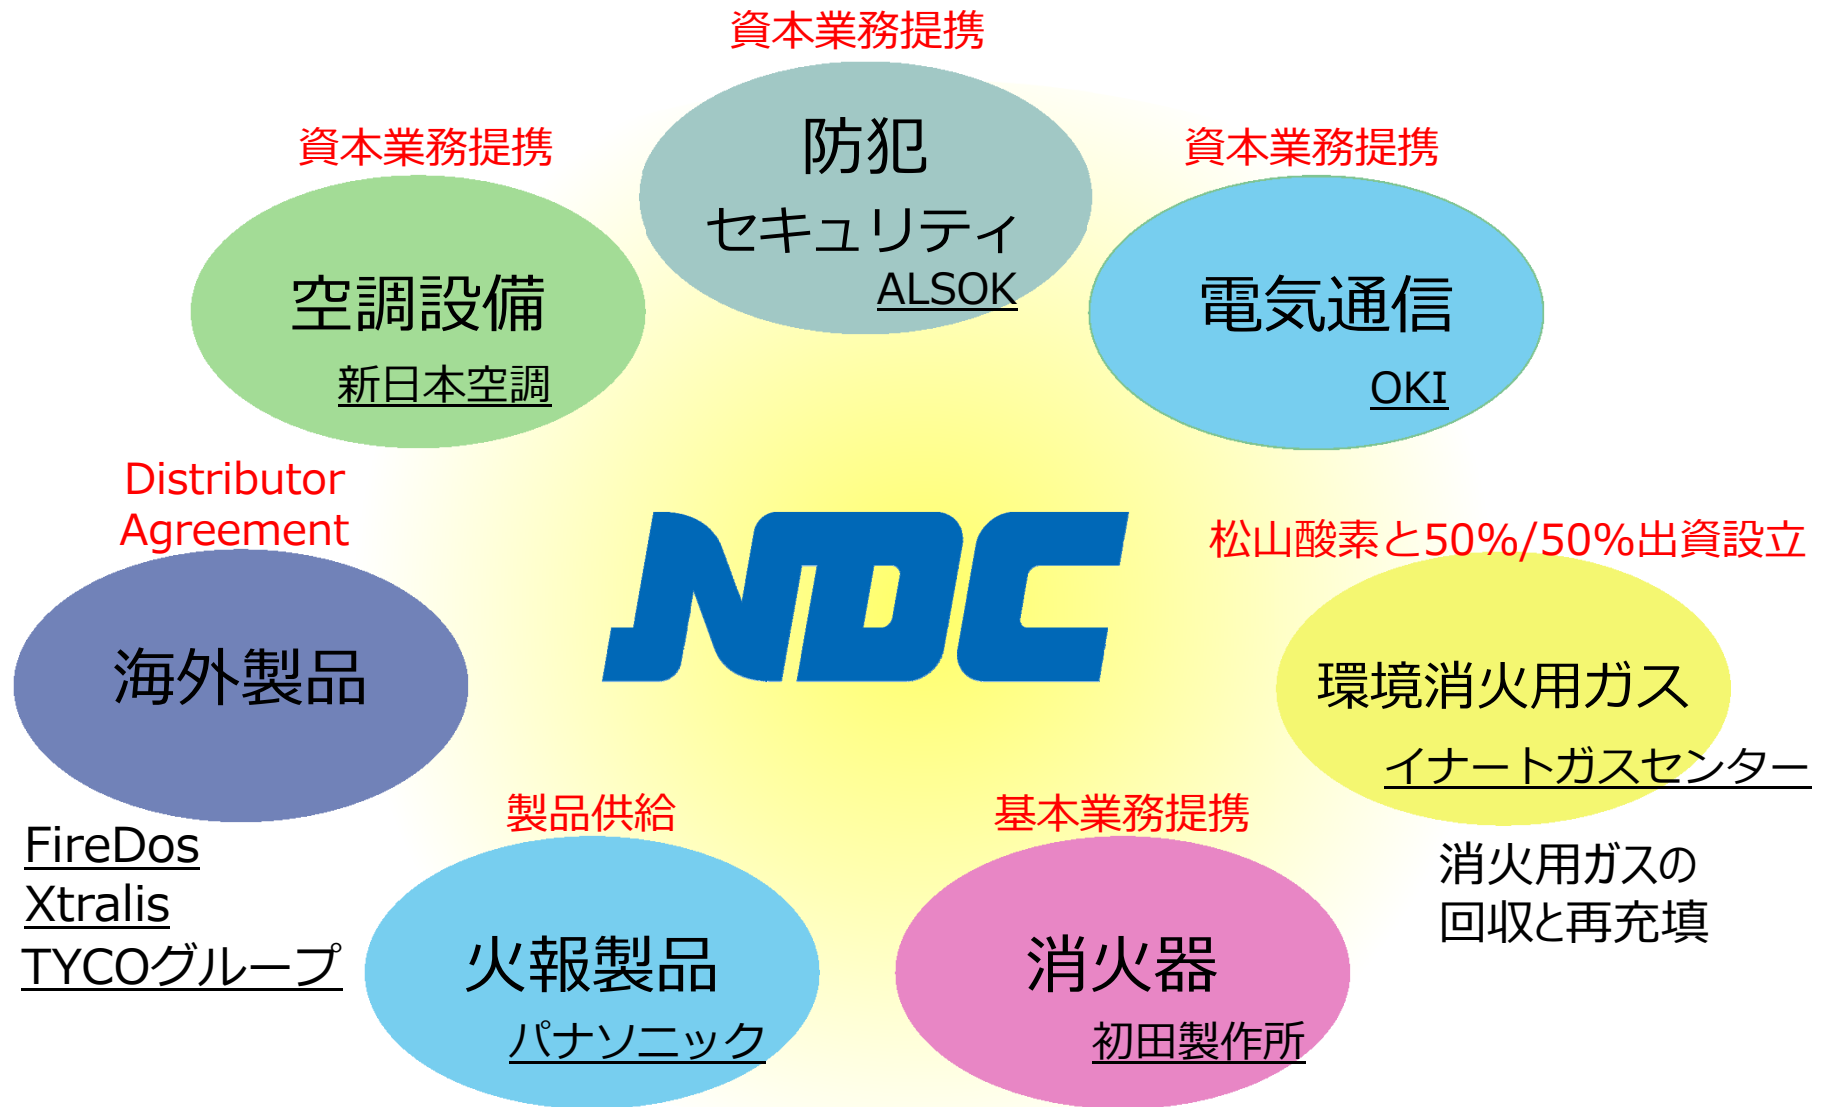 資本業務提携
防犯
セキュリティ
ALSOK
資本業務提携
空調設備
新日本空調
資本業務提携
電気通信
OKI
Distributor
Agreement
海外製品
FireDos
Xtralis
TYCOグループ
NDC
松山酸素と50%/50%出資設立
環境消火用ガス
イナートガスセンター
消火用ガスの
回収と再充填
製品供給
火報製品
パナソニック
基本業務提携
消火器
初田製作所